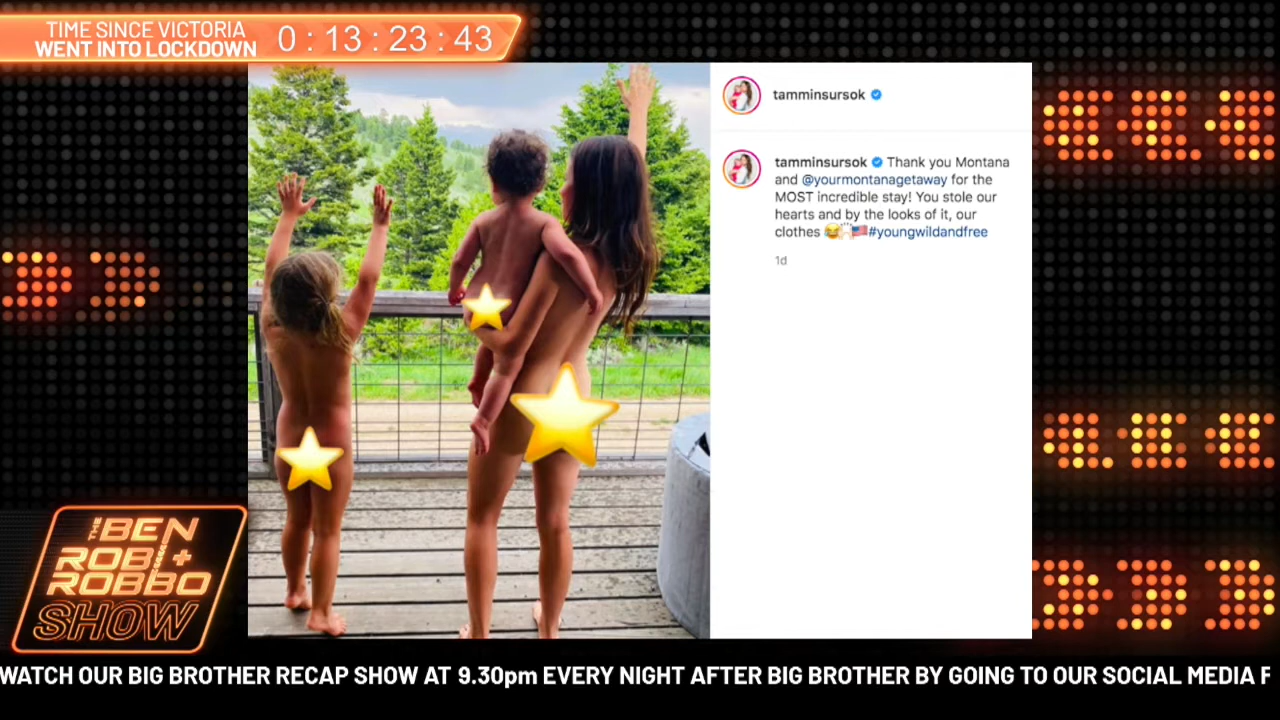 TIME SINCE VICTORIA
WENT INTO LOCKDOWN
0:13:23:43
tamminsursok
tamminsursok Thank you Montana
and @yourmontanagetaway for the
MOST incredible stay! You stole our
hearts and by the looks of it, our
clothes 😂🙌🏻🇺🇸#youngwildandfree
1d
THE BEN
ROB +
ROBBO
SHOW
WATCH OUR BIG BROTHER RECAP SHOW AT 9.30pm EVERY NIGHT AFTER BIG BROTHER BY GOING TO OUR SOCIAL MEDIA